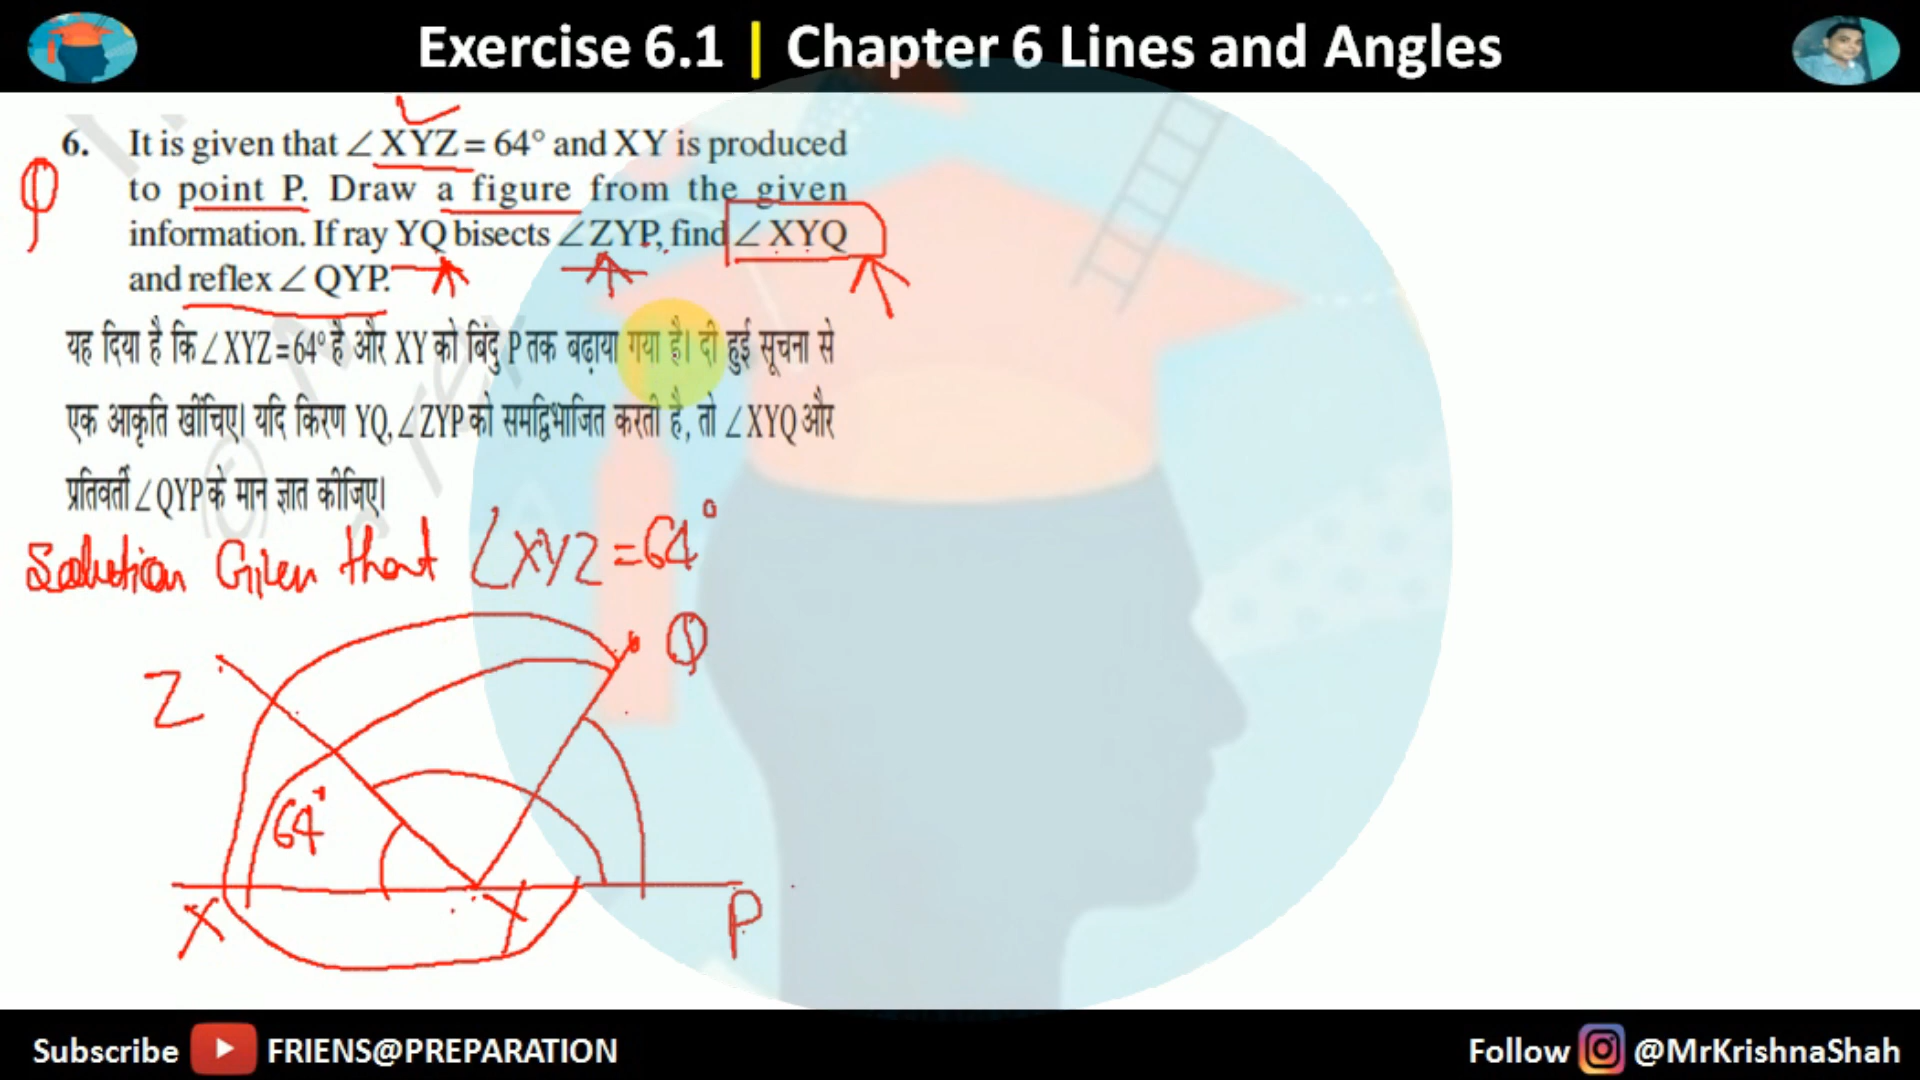 Exercise 6.1 | Chapter 6 Lines and Angles
6. It is given that ∠XYZ = 64° and XY is produced
to point P. Draw a figure from the given
information. If ray YQ bisects ∠ZYP, find ∠XYQ
and reflex ∠QYP.
यह दिया है कि ∠XYZ = 64° है और XY को बिंदु P तक बढ़ाया गया है। दी हुई सूचना से
एक आकृति खींचिए। यदि किरण YQ, ∠ZYP को समद्विभाजित करती है, तो ∠XYQ और
प्रतिवर्ती ∠QYP के मान ज्ञात कीजिए।
Solution Given that ∠XYZ = 64°
Q
Z
64°
X Y P
Subscribe FRIENS@PREPARATION
Follow @MrKrishnaShah